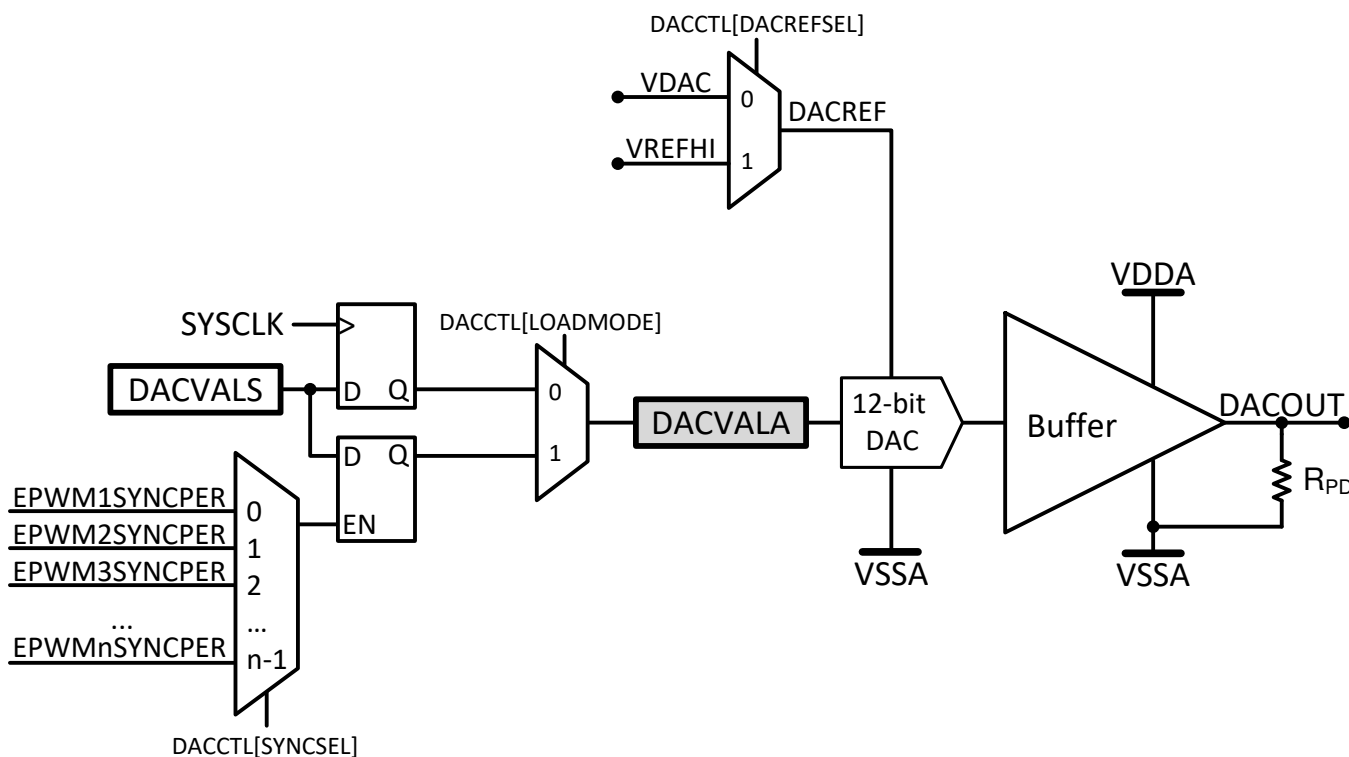 DACCTL[DACREFSEL]
VDAC
0
DACREF
VREFHI
1
VDDA
SYSCLK
DACCTL[LOADMODE]
DACVALS
D
Q
0
DACVALA
12-bit
DAC
Buffer
DACOUT
D
Q
1
RPD
EPWM1SYNCPER
0
EN
EPWM2SYNCPER
1
EPWM3SYNCPER
2
VSSA
VSSA
...
...
EPWMnSYNCPER
n-1
DACCTL[SYNCSEL]